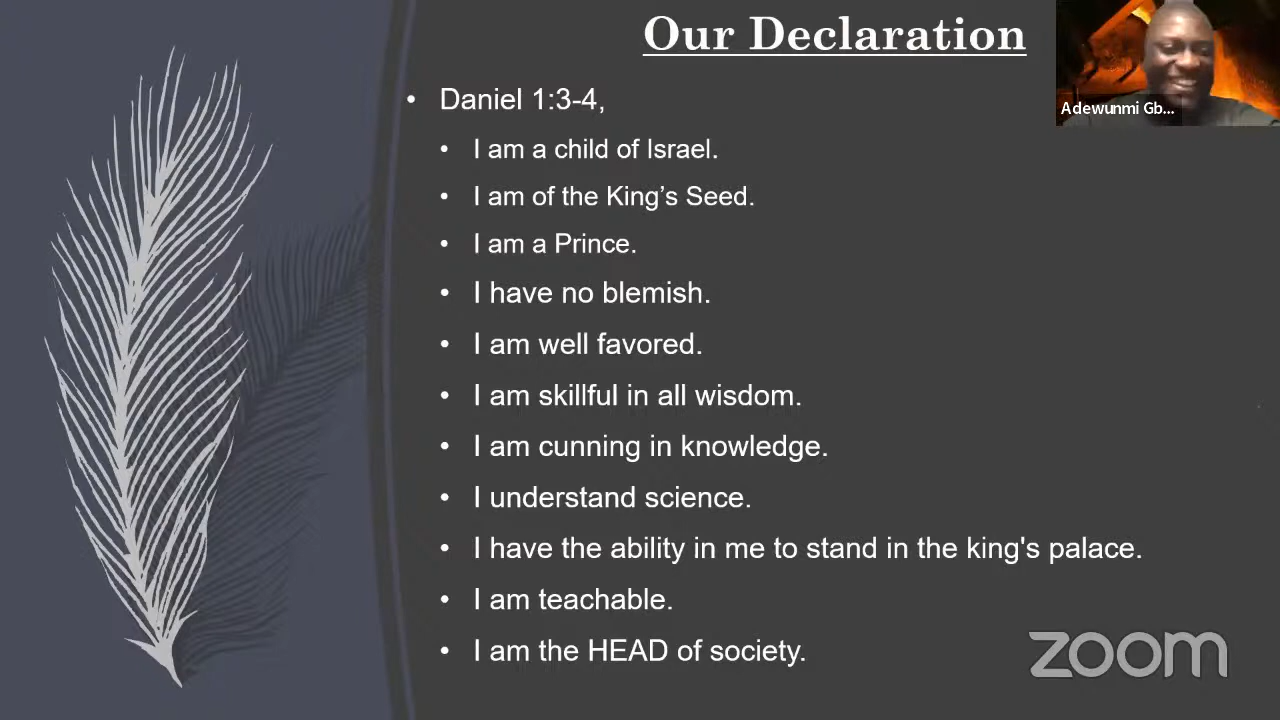 Our Declaration
Adewunmi Gb...
• Daniel 1:3-4,
• I am a child of Israel.
• I am of the King’s Seed.
• I am a Prince.
• I have no blemish.
• I am well favored.
• I am skillful in all wisdom.
• I am cunning in knowledge.
• I understand science.
• I have the ability in me to stand in the king's palace.
• I am teachable.
• I am the HEAD of society.
zoom